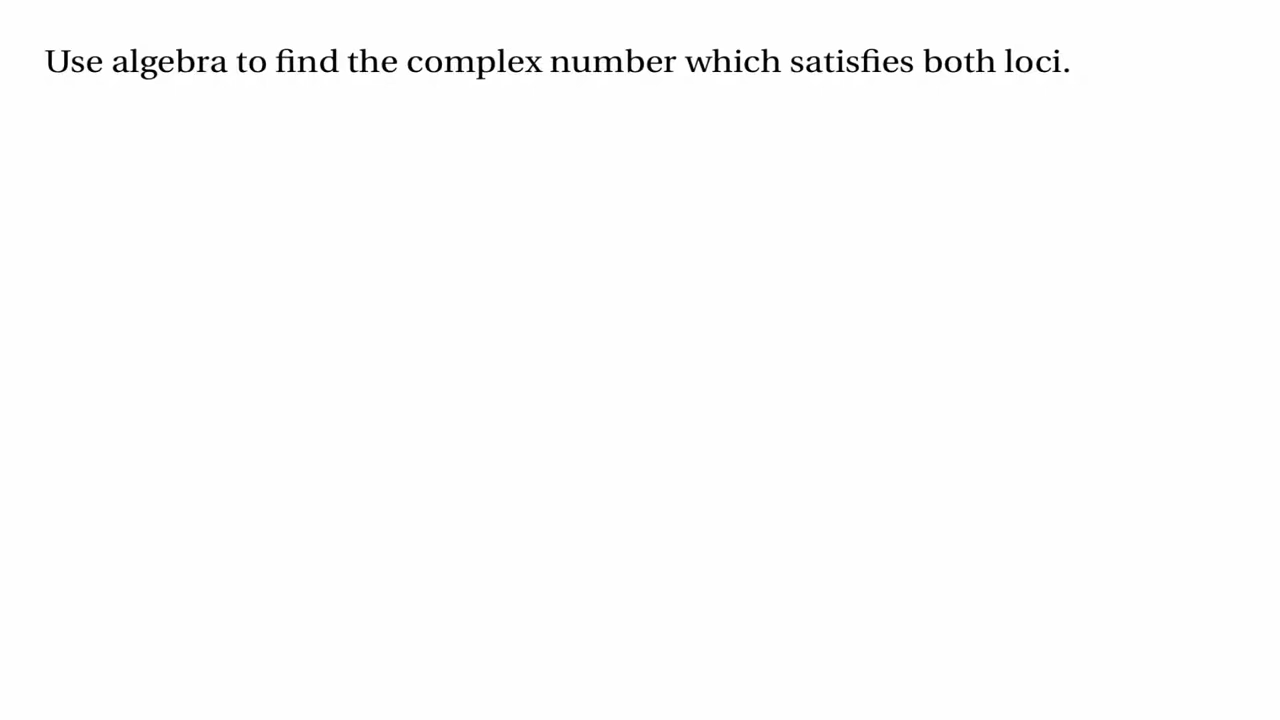 Use algebra to find the complex number which satisfies both loci.